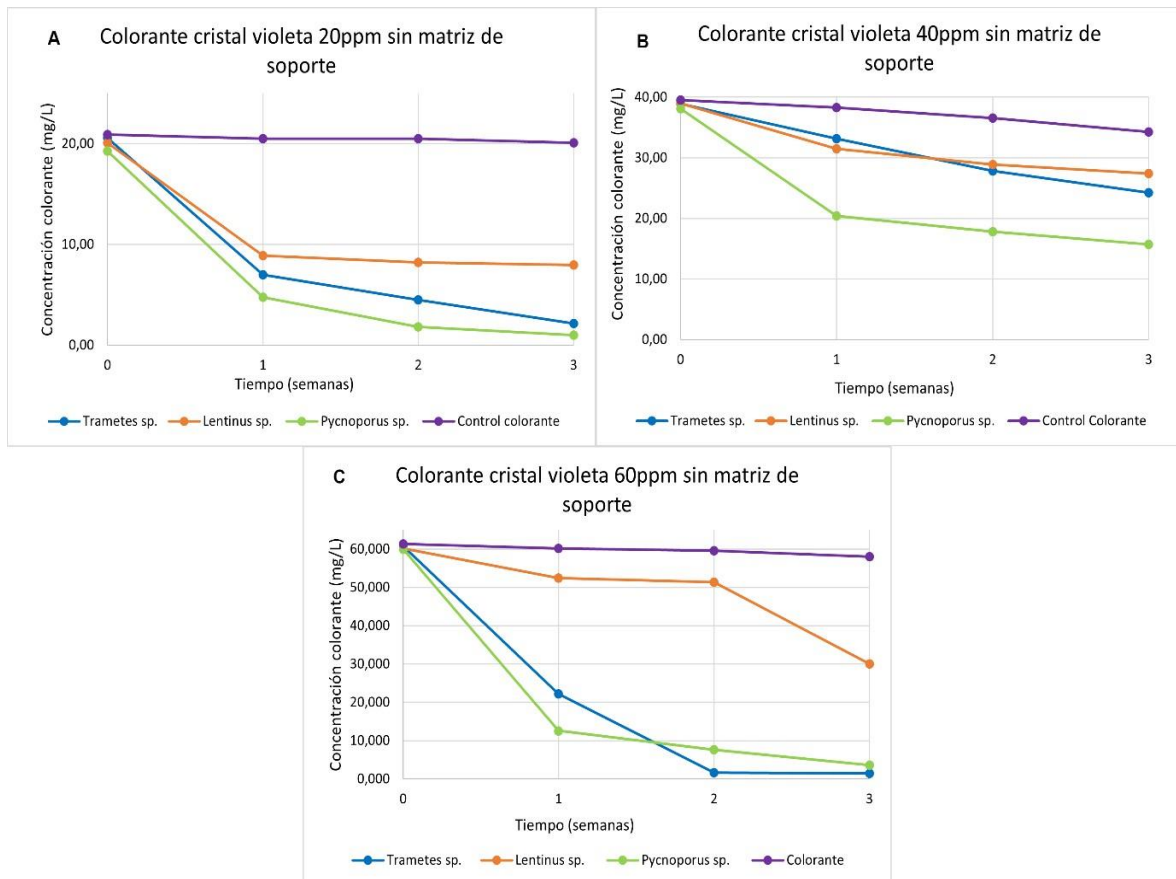 A
Colorante cristal violeta 20ppm sin matriz de
soporte
Concentración colorante (mg/L)
20,00
10,00
0,00
0
1
2
3
Tiempo (semanas)
Trametes sp.
Lentinus sp.
Pycnoporus sp.
Control colorante
B
Colorante cristal violeta 40ppm sin matriz de
soporte
Concentración colorante (mg/L)
40,00
30,00
20,00
10,00
0,00
0
1
2
3
Tiempo (semanas)
Trametes sp.
Lentinus sp.
Pycnoporus sp.
Control Colorante
C
Colorante cristal violeta 60ppm sin matriz de
soporte
Concentración colorante (mg/L)
60,000
50,000
40,000
30,000
20,000
10,000
0,000
0
1
2
3
Tiempo (semanas)
Trametes sp.
Lentinus sp.
Pycnoporus sp.
Colorante